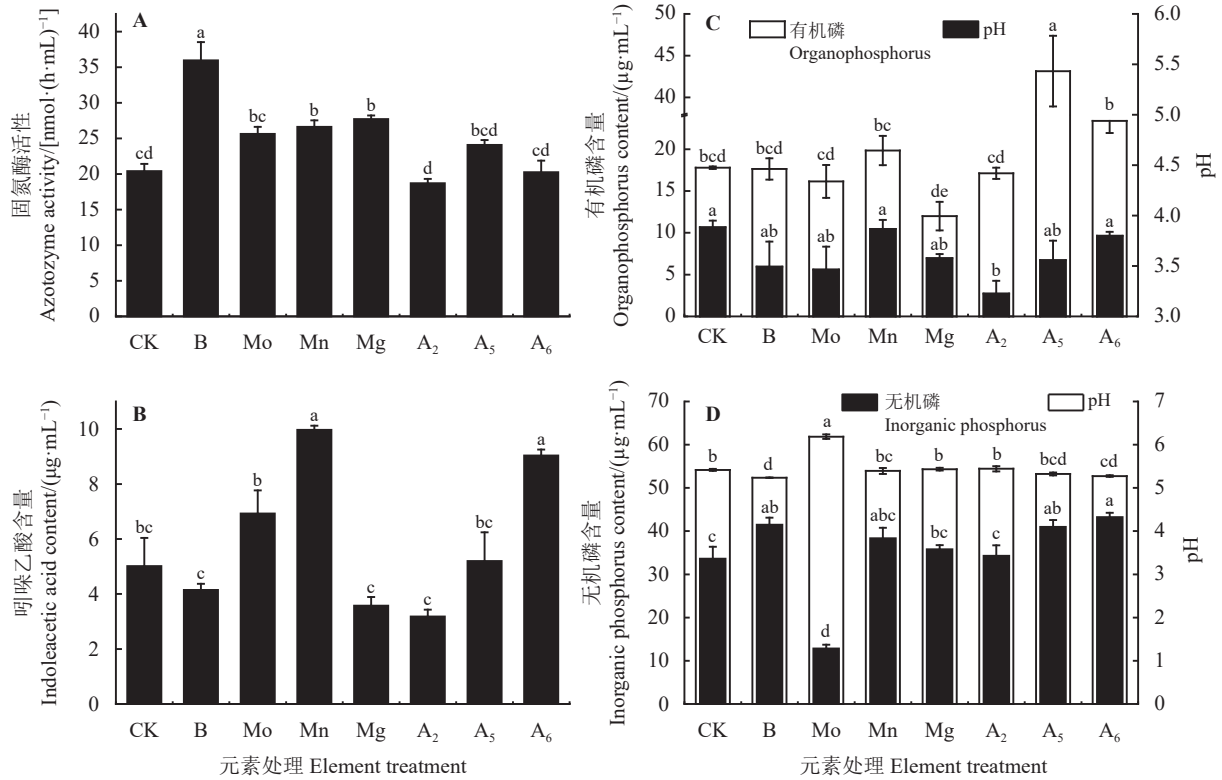 A
固氮酶活性
Azotozyme activity/[nmol·(h·mL)⁻¹]
40
35
30
25
20
15
10
5
0
cd
a
bc
b
b
d
bcd
cd
CK B Mo Mn Mg A₂ A₅ A₆
C
有机磷
Organophosphorus
pH
有机磷含量
Organophosphorus content/(μg·mL⁻¹)
50
45
40
20
15
10
5
0
bcd
bcd
cd
bc
de
cd
a
b
a
ab
ab
a
ab
b
ab
a
6.0
5.5
5.0
4.5
4.0
3.5
3.0
pH
CK B Mo Mn Mg A₂ A₅ A₆
B
吲哚乙酸含量
Indoleacetic acid content/(μg·mL⁻¹)
10
8
6
4
2
0
bc
c
b
a
c
c
bc
a
CK B Mo Mn Mg A₂ A₅ A₆
元素处理 Element treatment
D
无机磷
Inorganic phosphorus
pH
无机磷含量
Inorganic phosphorus content/(μg·mL⁻¹)
70
60
50
40
30
20
10
0
b
d
a
bc
b
b
bcd
cd
c
ab
d
abc
bc
c
ab
a
7
6
5
4
3
2
1
0
pH
CK B Mo Mn Mg A₂ A₅ A₆
元素处理 Element treatment